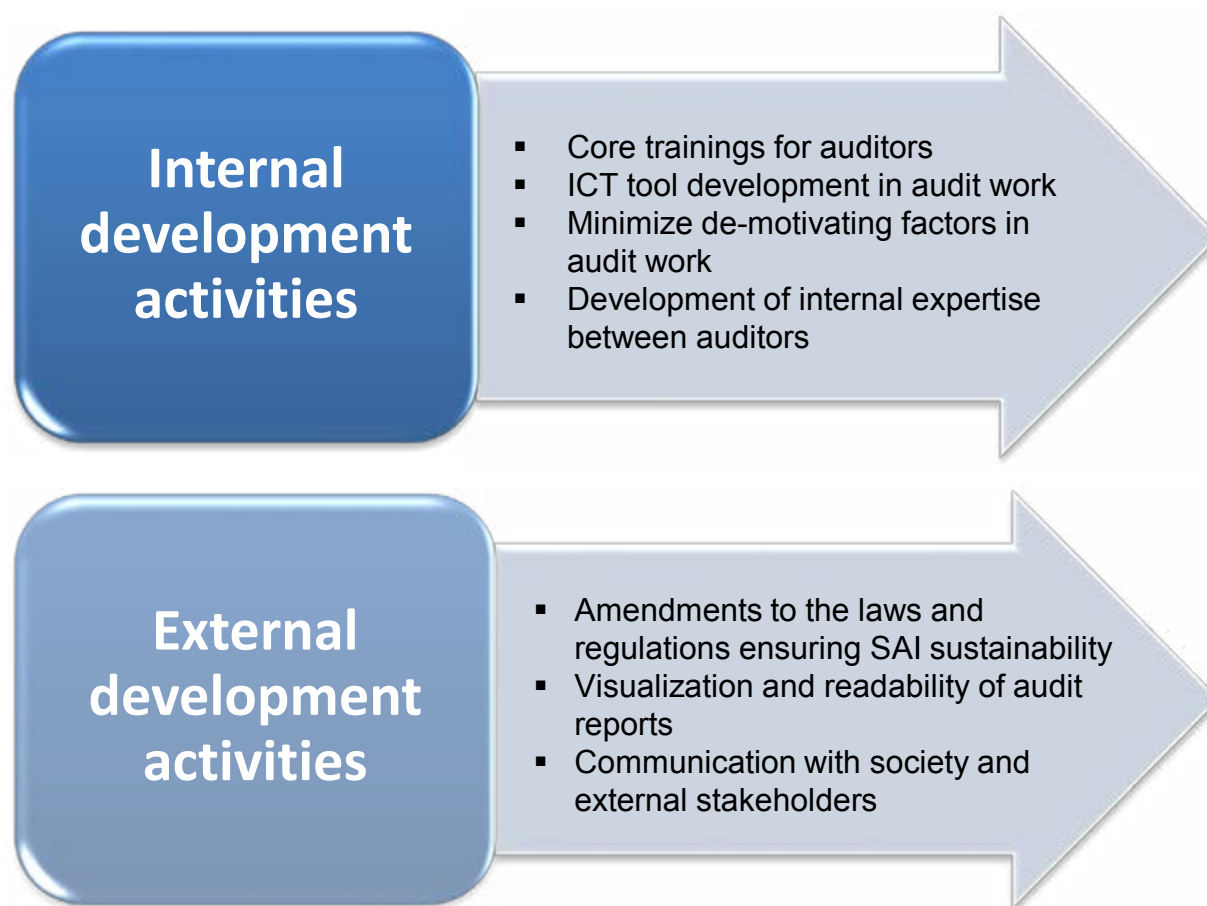 Internal
development
activities
▪ Core trainings for auditors
▪ ICT tool development in audit work
▪ Minimize de-motivating factors in
audit work
▪ Development of internal expertise
between auditors
External
development
activities
▪ Amendments to the laws and
regulations ensuring SAI sustainability
▪ Visualization and readability of audit
reports
▪ Communication with society and
external stakeholders